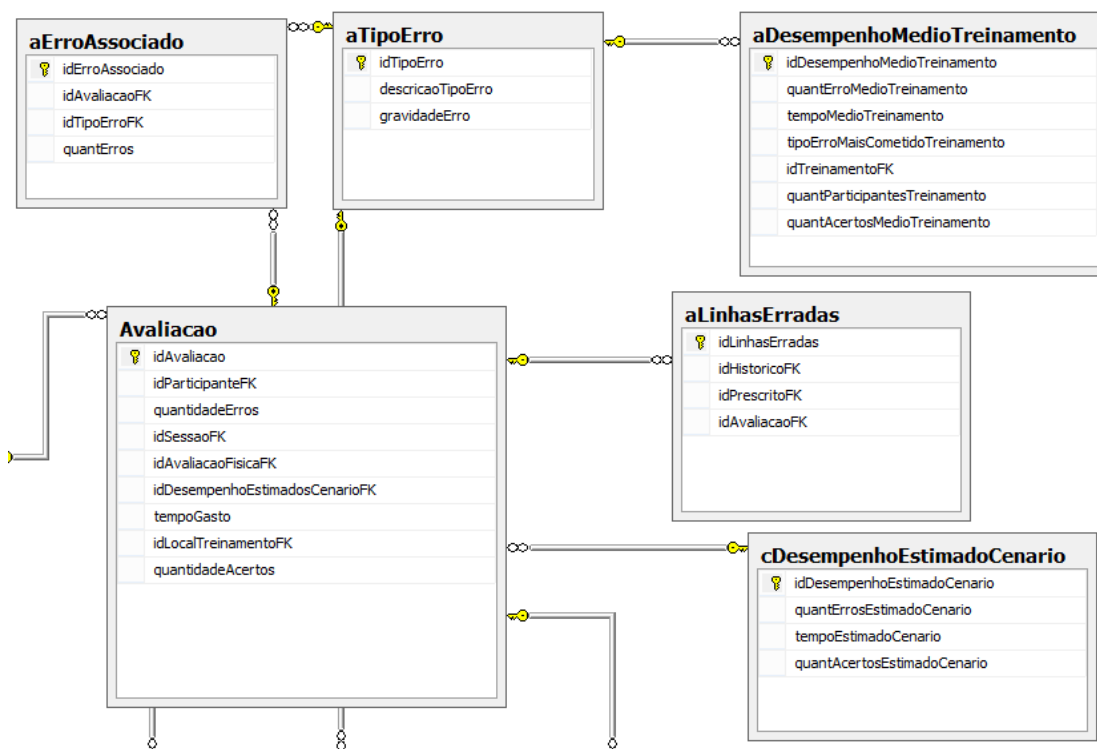 aErroAssociado
idErroAssociado
idAvaliacaoFK
idTipoErroFK
quantErros
aTipoErro
idTipoErro
descricaoTipoErro
gravidadeErro
aDesempenhoMedioTreinamento
idDesempenhoMedioTreinamento
quantErroMedioTreinamento
tempoMedioTreinamento
tipoErroMaisCometidoTreinamento
idTreinamentoFK
quantParticipantesTreinamento
quantAcertosMedioTreinamento
Avaliacao
idAvaliacao
idParticipanteFK
quantidadeErros
idSessaoFK
idAvaliacaoFisicaFK
idDesempenhoEstimadosCenarioFK
tempoGasto
idLocalTreinamentoFK
quantidadeAcertos
aLinhasErradas
idLinhasErradas
idHistoricoFK
idPrescritoFK
idAvaliacaoFK
cDesempenhoEstimadoCenario
idDesempenhoEstimadoCenario
quantErrosEstimadoCenario
tempoEstimadoCenario
quantAcertosEstimadoCenario